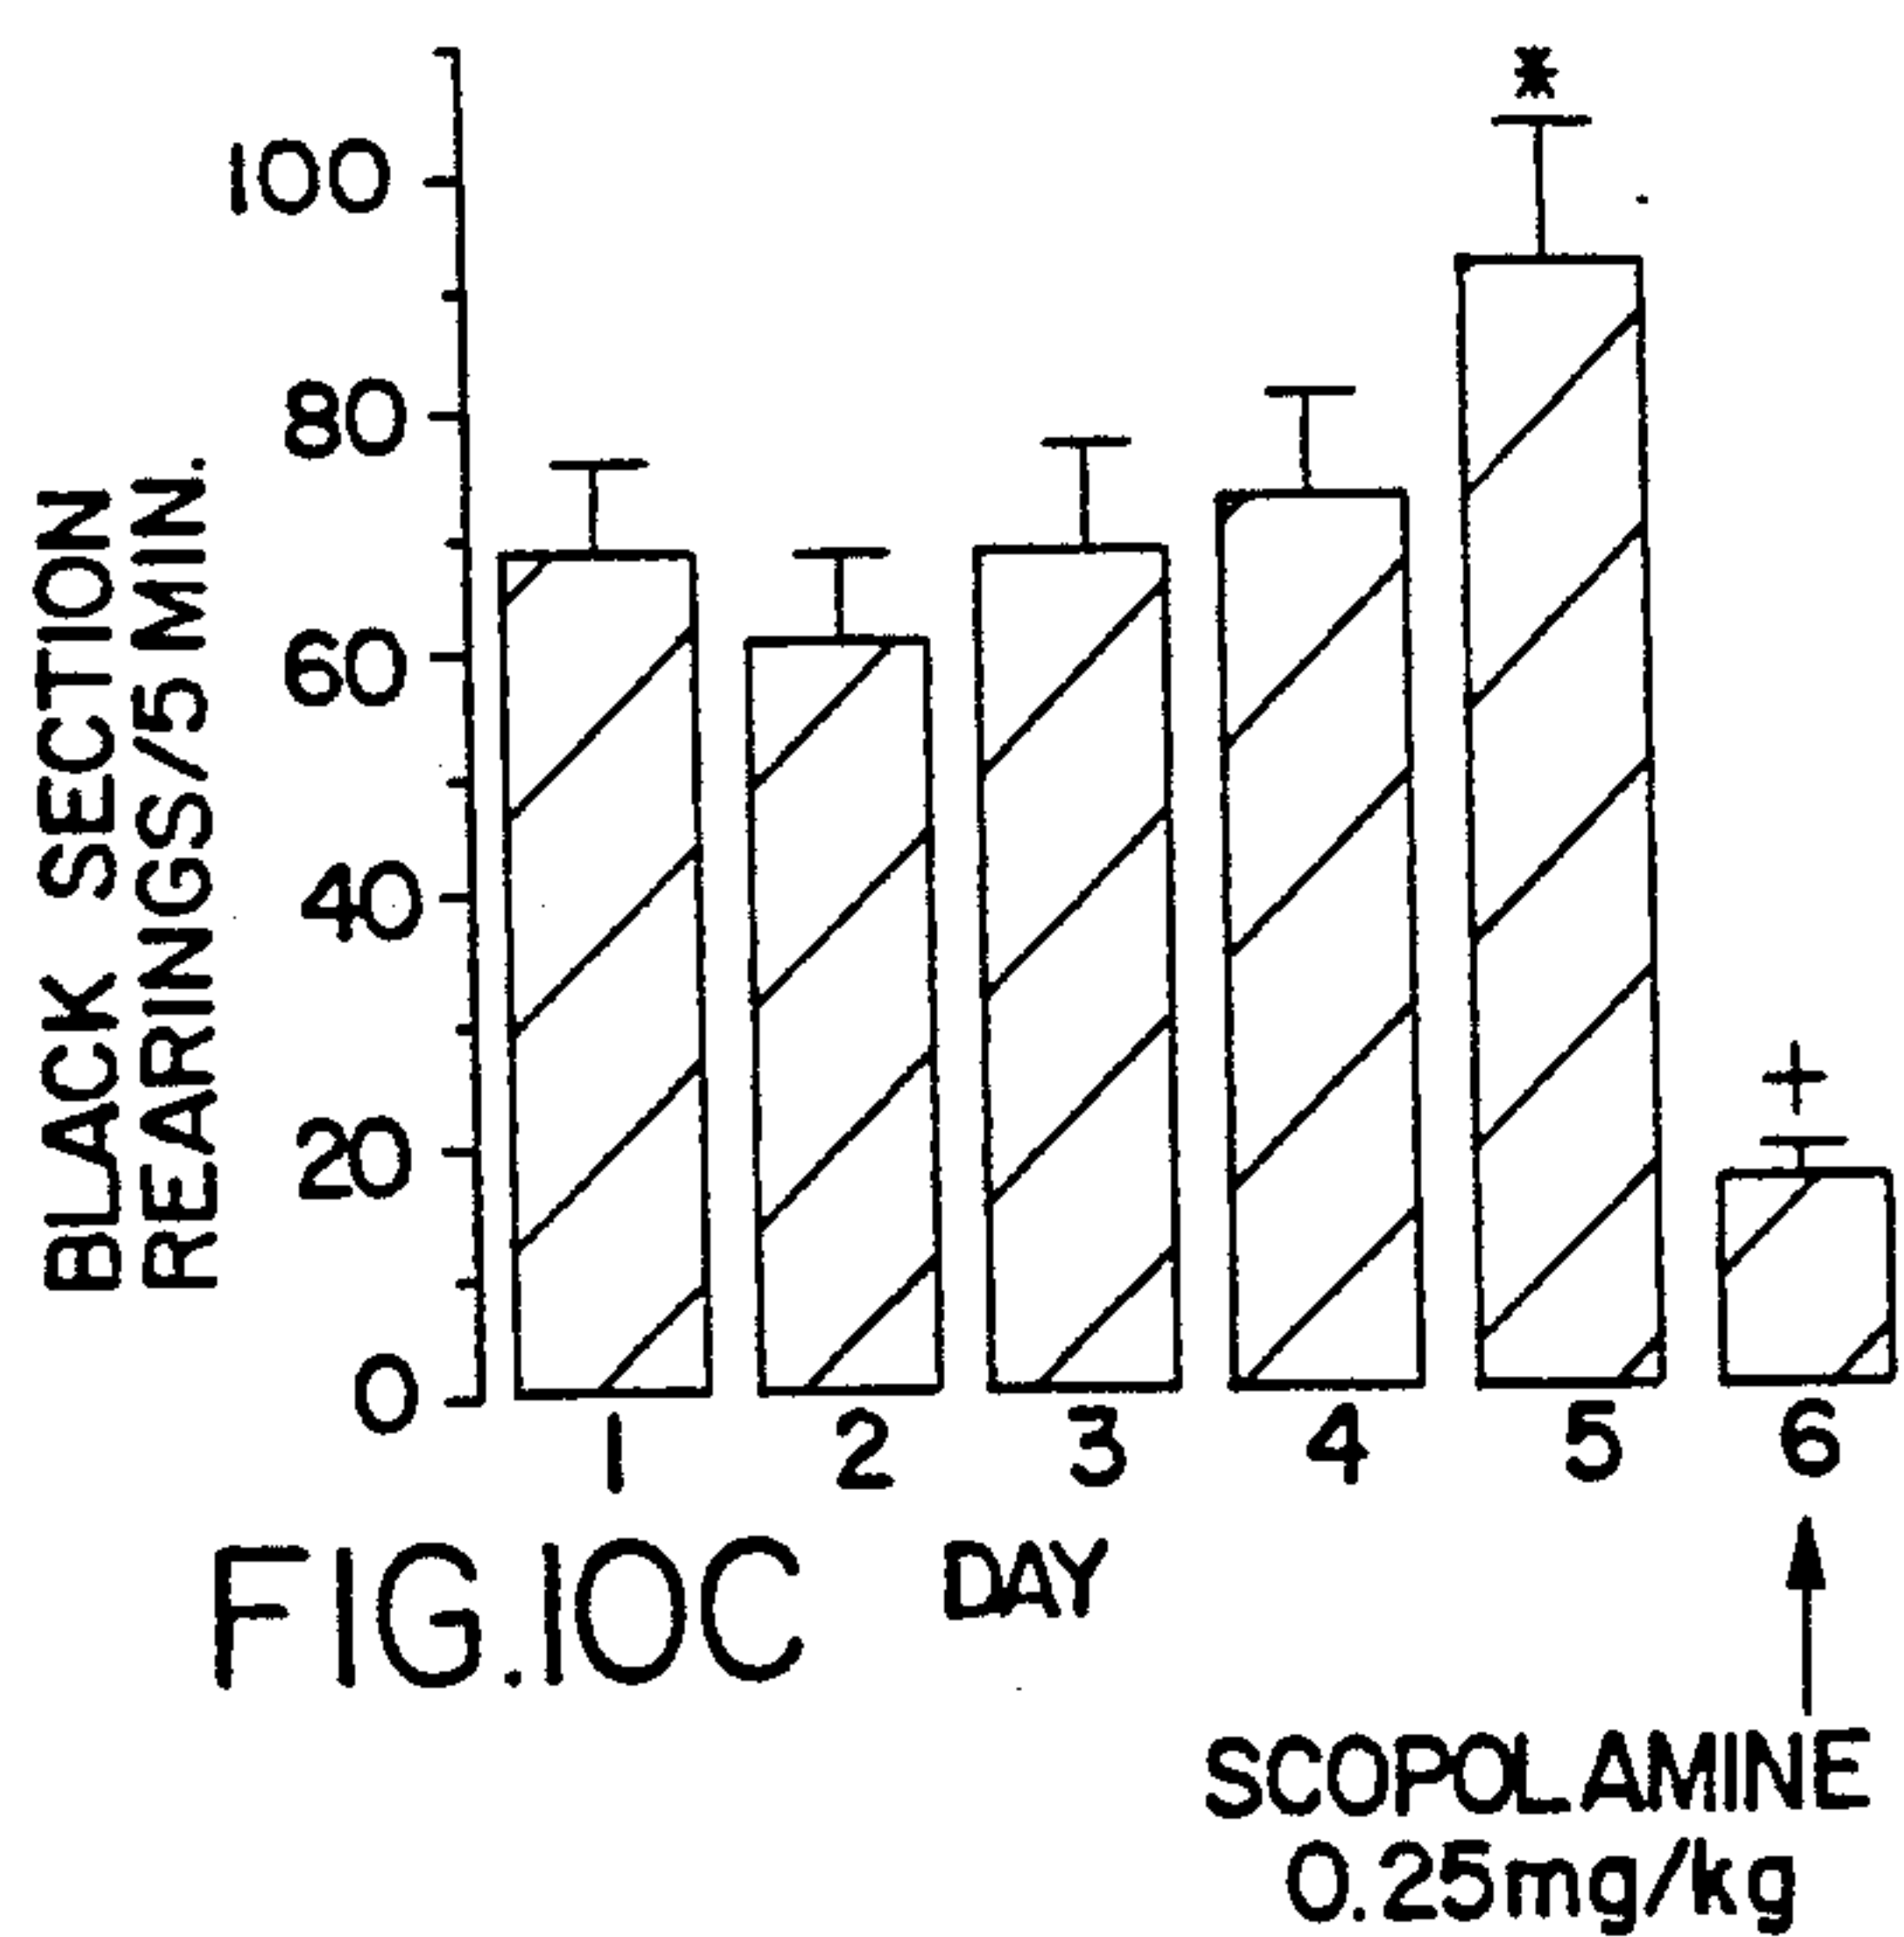 BLACK SECTION
REARINGS/5 MIN.
100
80
60
40
20
0
*
+
1 2 3 4 5 6
DAY
FIG.10C
SCOPOLAMINE
0.25mg/kg